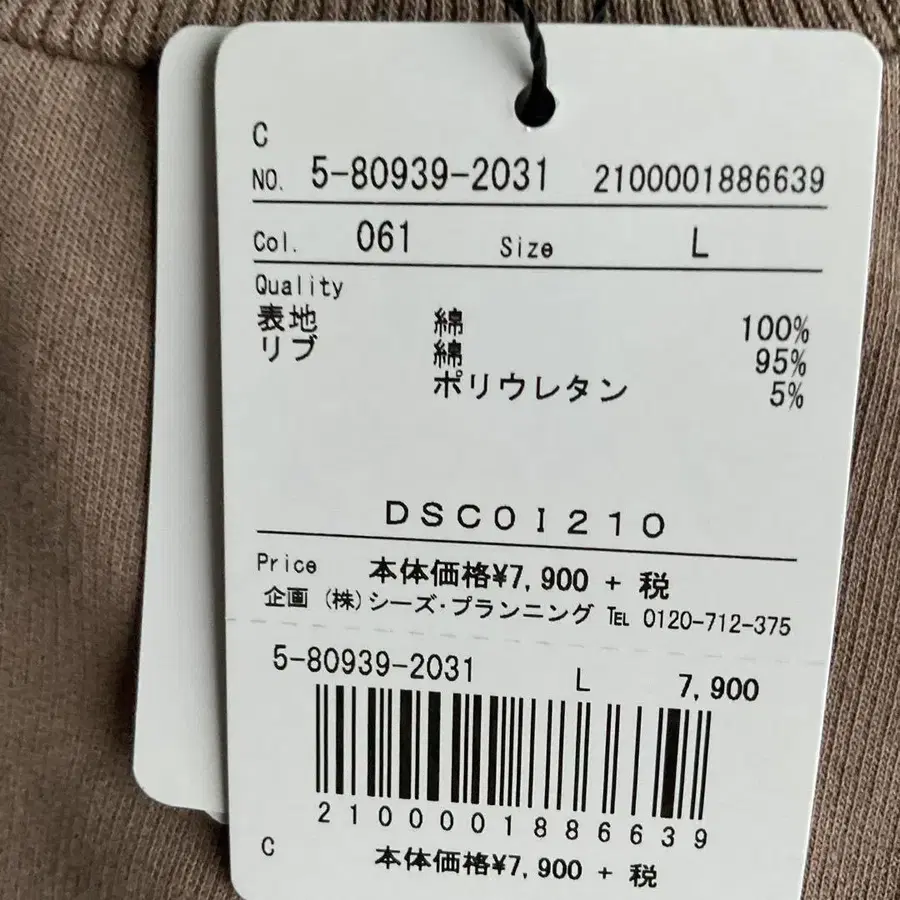 C
NO. 5-80939-2031 2100001886639
Col. 061 Size L
Quality
表地 綿 100%
リブ 綿 95%
ポリウレタン 5%
DSC0I210
Price 本体価格¥7,900 + 税
企画 (株)シーズ・プランニング ℡ 0120-712-375
5-80939-2031 L 7,900
2100001886639
C 本体価格¥7,900 + 税